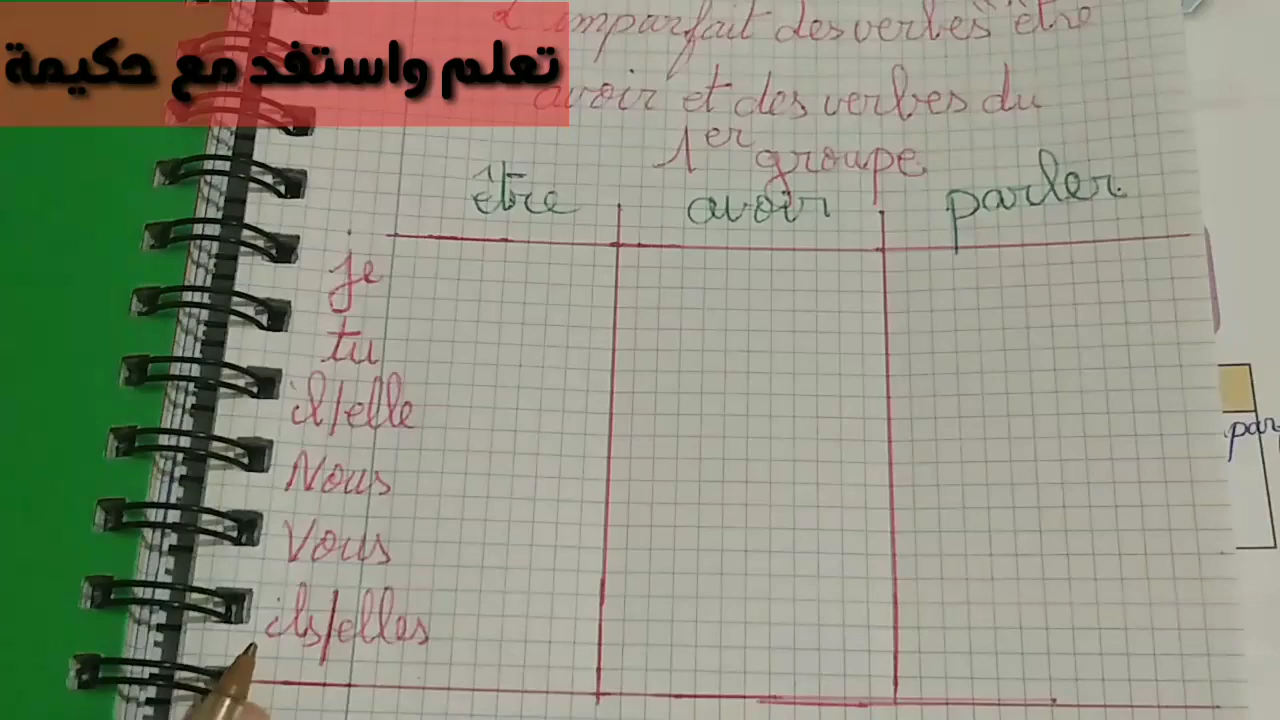 تعلم واستفد مع حكيمة
L'imparfait des verbes être
avoir et des verbes du
1er groupe
être avoir parler
je
tu
il/elle
Nous
Vous
ils/elles
par